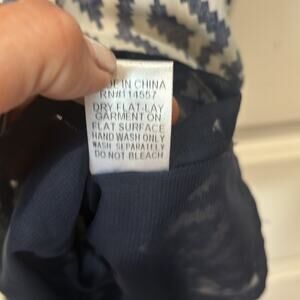 DE IN CHINA
RN#114557
DRY FLAT-LAY
GARMENT ON
FLAT SURFACE
HAND WASH ONLY
WASH SEPARATELY
DO NOT BLEACH